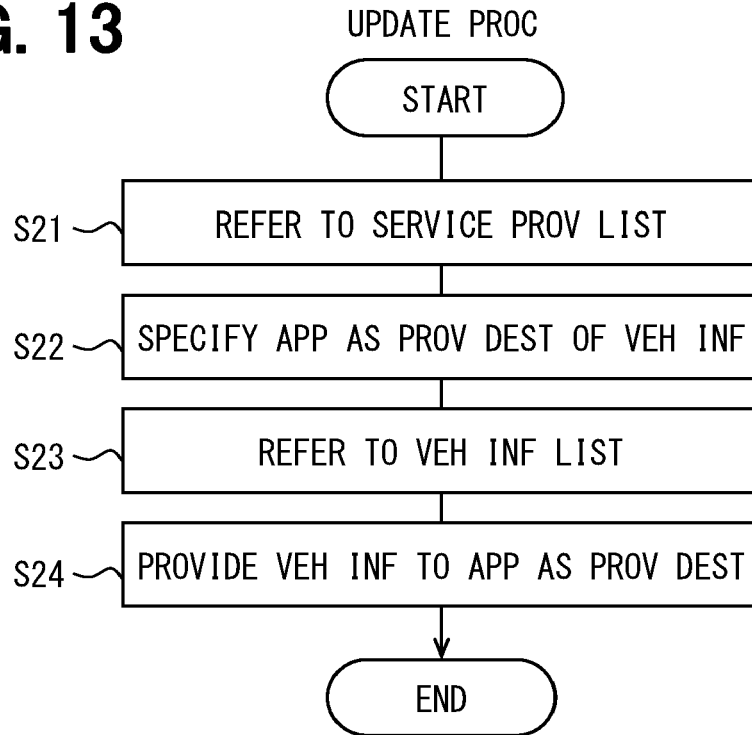 G. 13
UPDATE PROC
START
S21 REFER TO SERVICE PROV LIST
S22 SPECIFY APP AS PROV DEST OF VEH INF
S23 REFER TO VEH INF LIST
S24 PROVIDE VEH INF TO APP AS PROV DEST
END